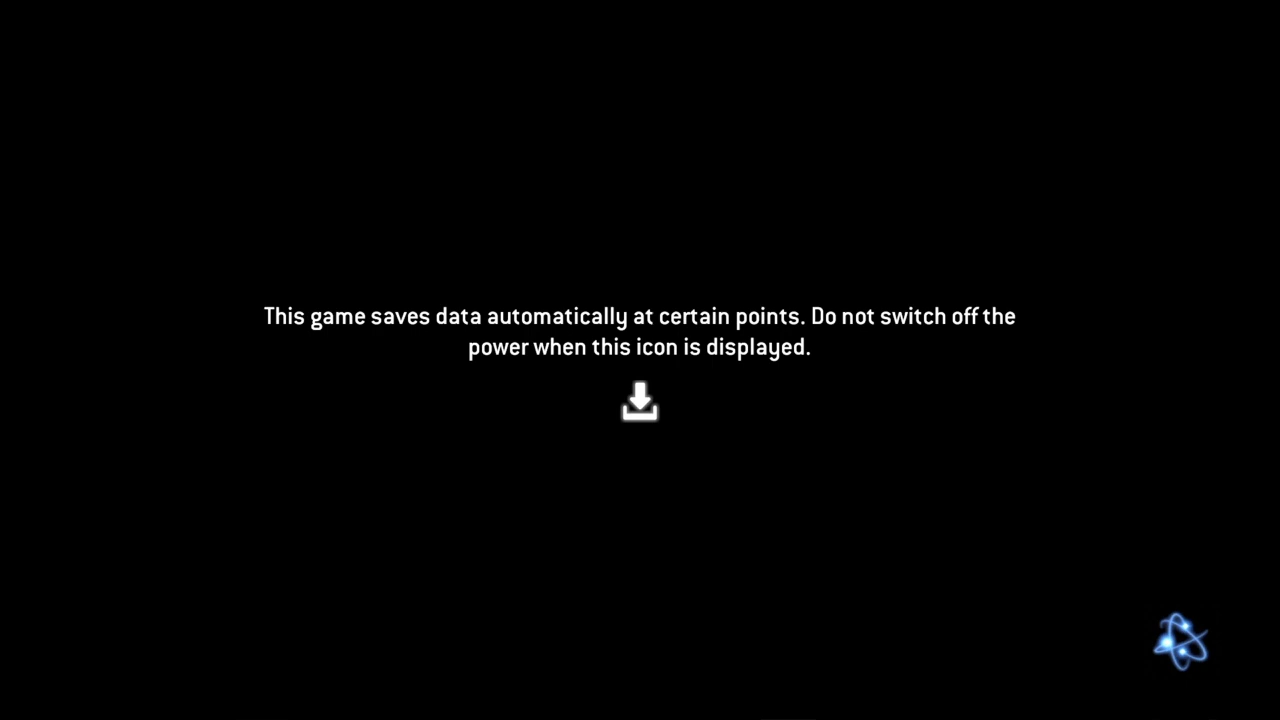 This game saves data automatically at certain points. Do not switch off the
power when this icon is displayed.